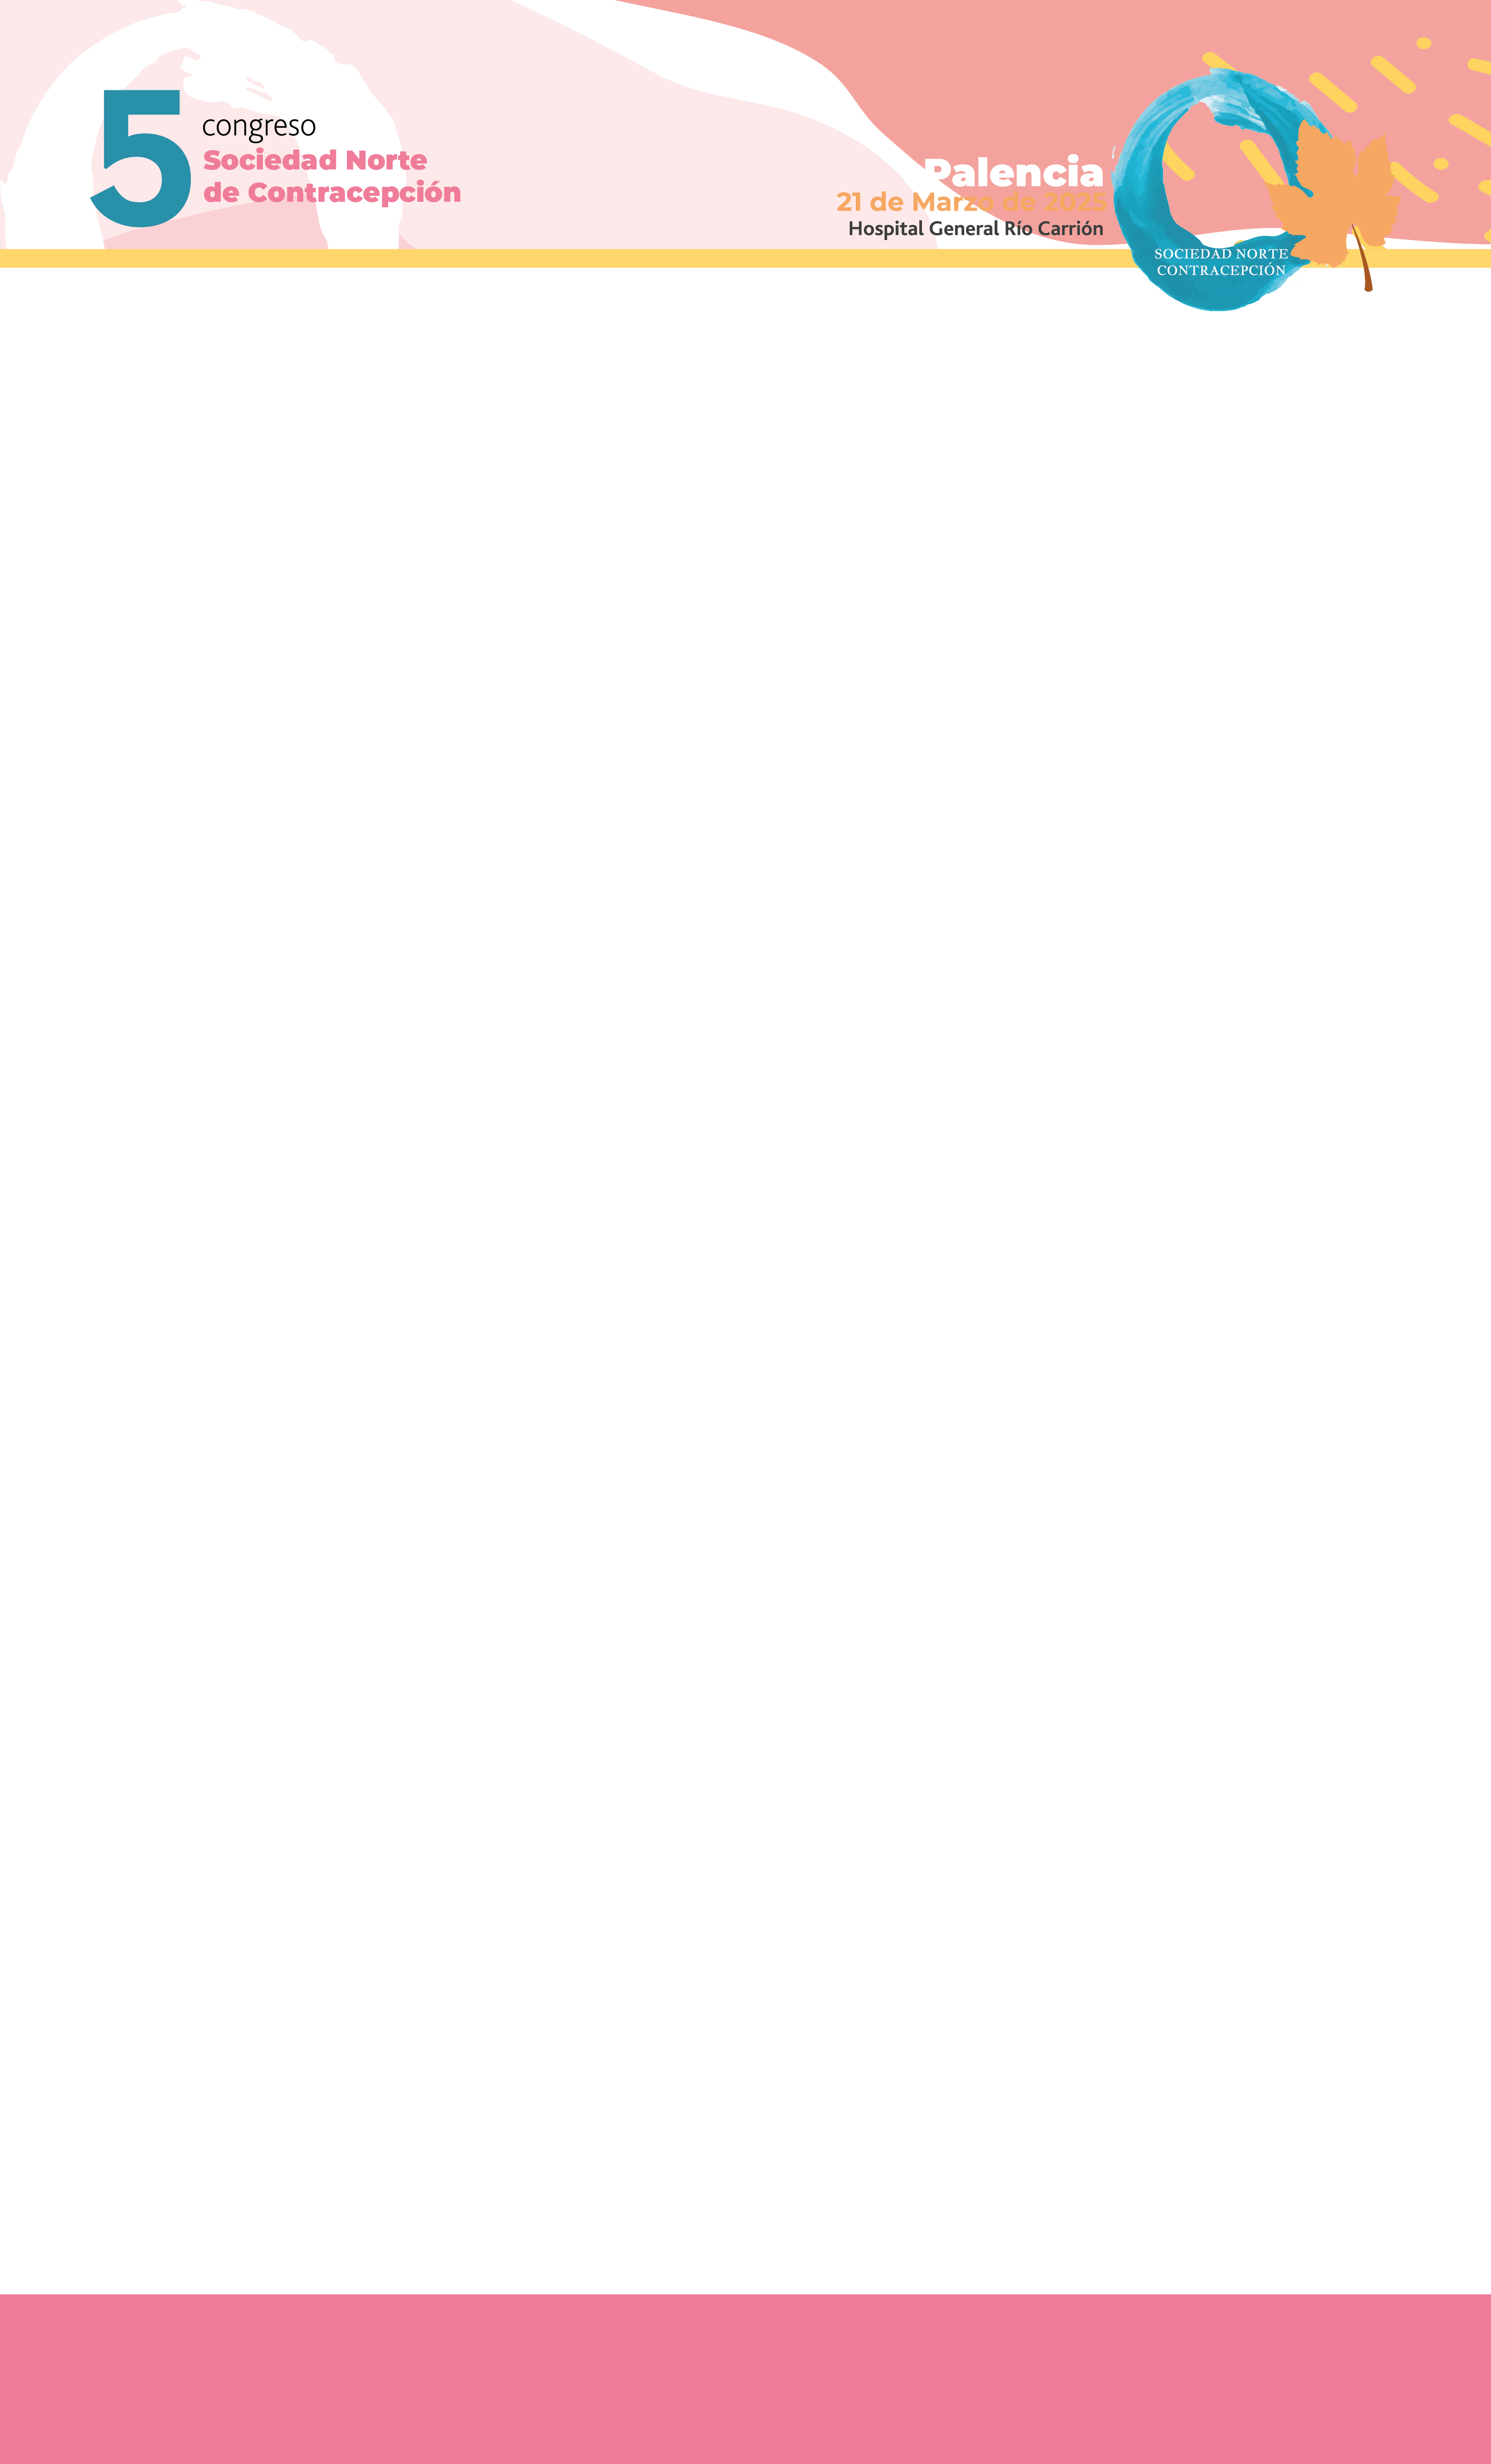 5
congreso
Sociedad Norte
de Contracepción
Palencia
21 de Marzo de 2025
Hospital General Río Carrión
SOCIEDAD NORTE
CONTRACEPCIÓN